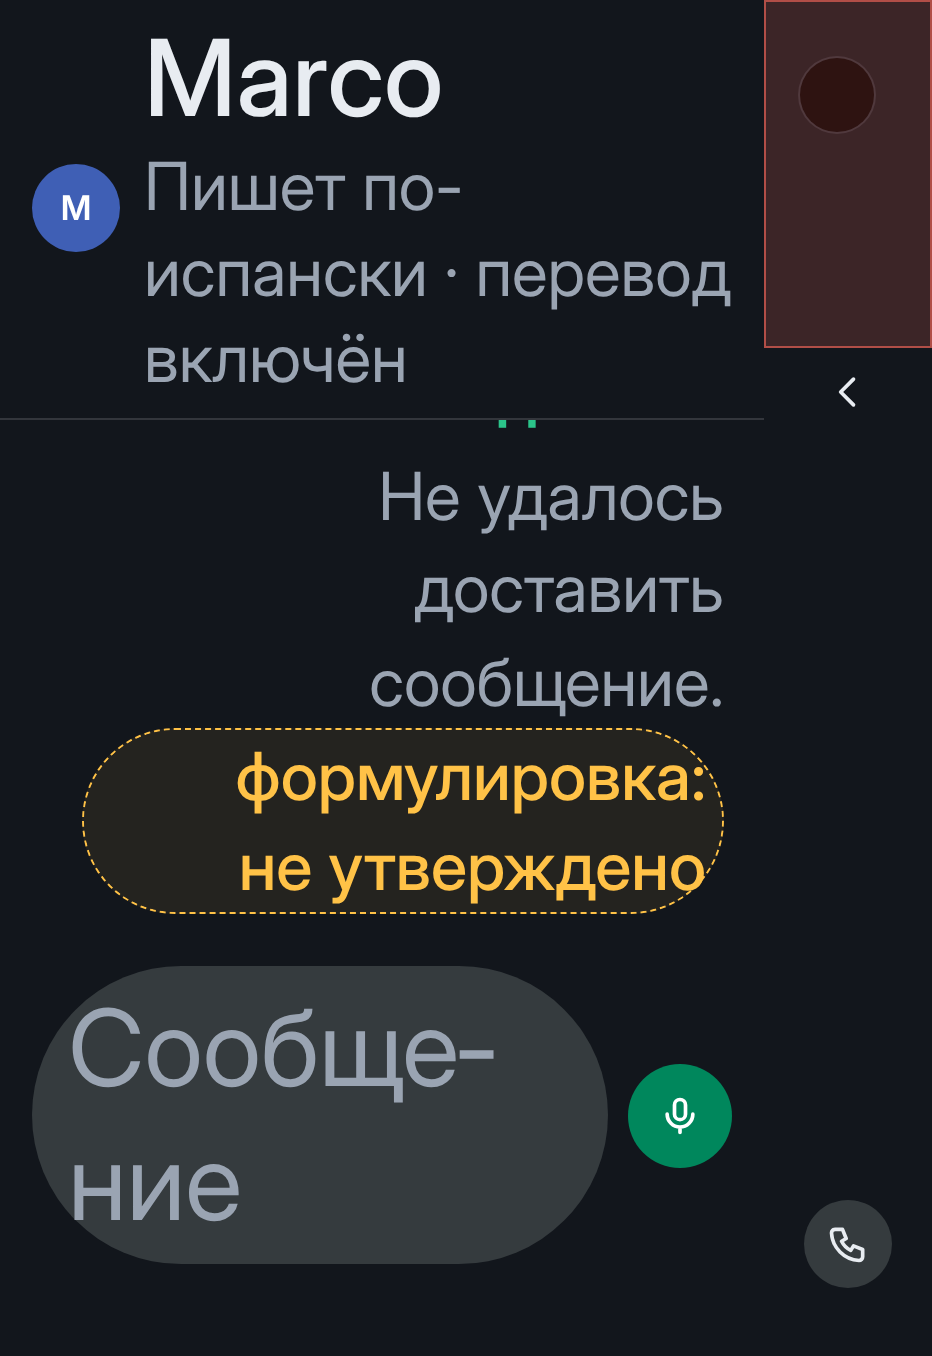 Marco
M
Пишет по-
испански · перевод
включён
Не удалось
доставить
сообщение.
формулировка:
не утверждено
Сообще-
ние